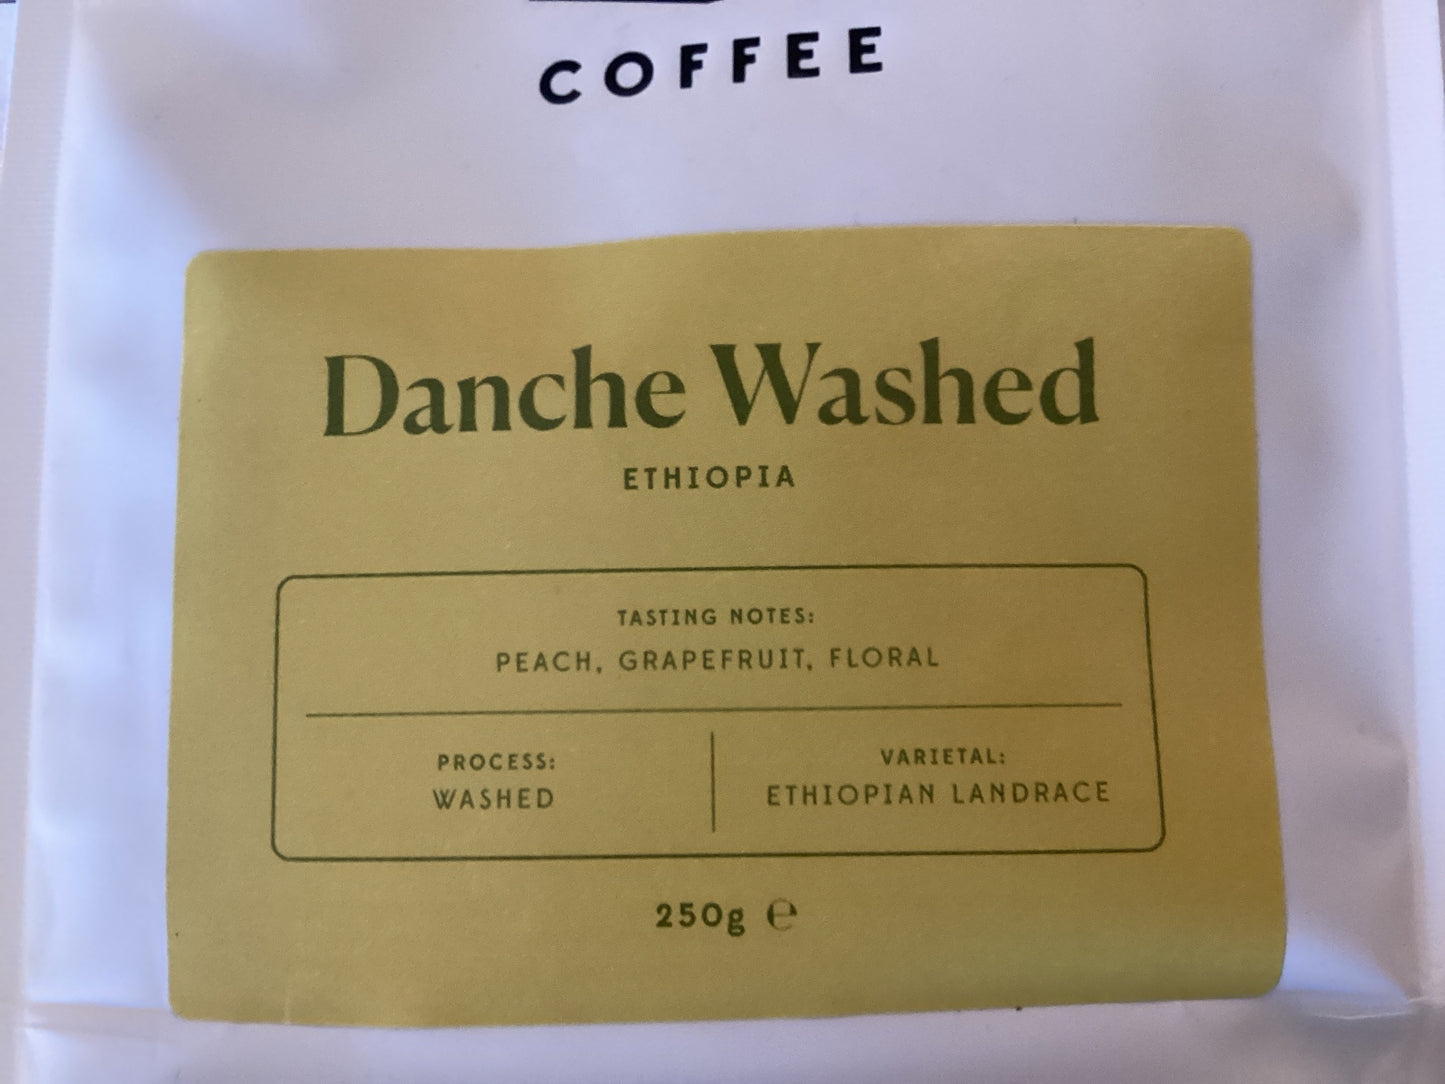 COFFEE
Danche Washed
ETHIOPIA
TASTING NOTES:
PEACH, GRAPEFRUIT, FLORAL
PROCESS:
WASHED
VARIETAL:
ETHIOPIAN LANDRACE
250g ℮